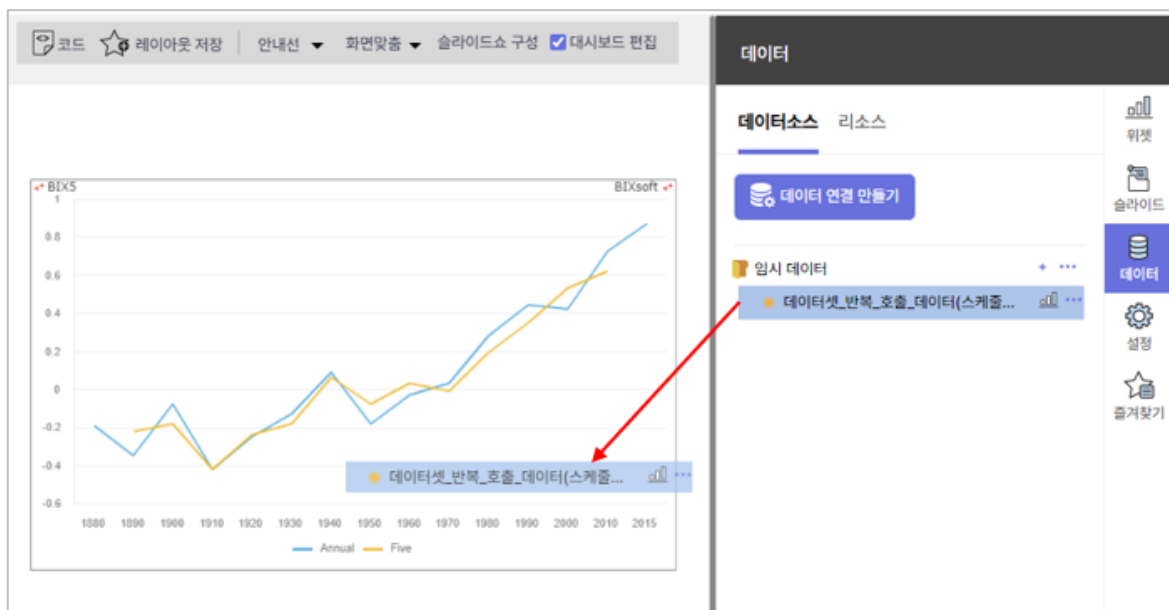 코드 레이아웃 저장 안내선 화면맞춤 슬라이드쇼 구성 대시보드 편집
BIX5 BIXsoft
1
0.8
0.6
0.4
0.2
0
-0.2
-0.4
-0.6
1880 1890 1900 1910 1920 1930 1940 1950 1960 1970 1980 1990 2000 2010 2015
Annual Five
데이터셋_반복_호출_데이터(스케줄... ...
데이터
데이터소스 리소스
데이터 연결 만들기
임시 데이터 + ...
데이터셋_반복_호출_데이터(스케줄... ...
위젯
슬라이드
데이터
설정
즐겨찾기